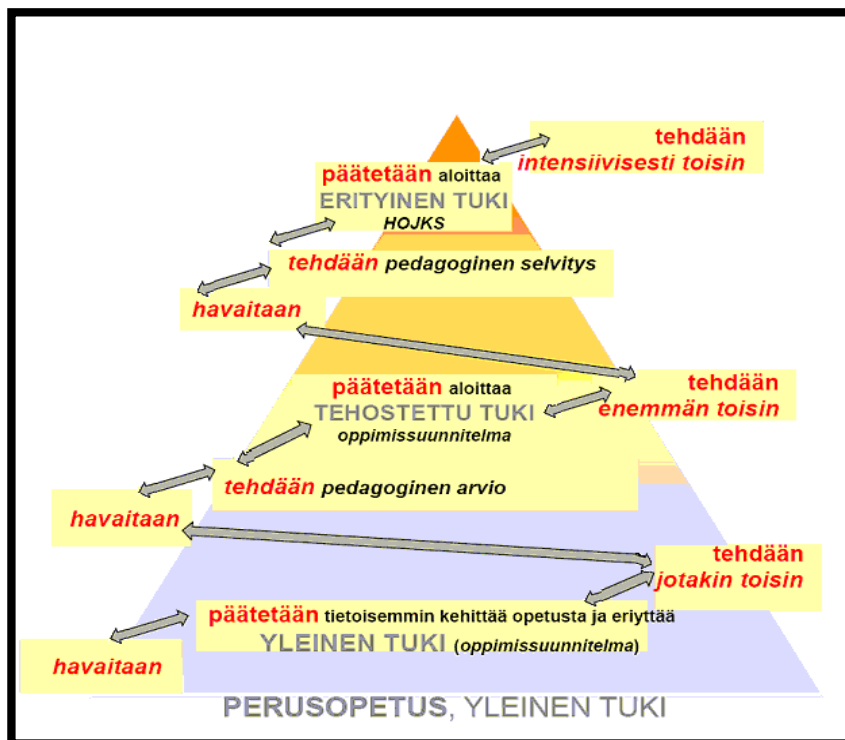 tehdään
intensiivisesti toisin
päätetään aloittaa
ERITYINEN TUKI
HOJKS
tehdään pedagoginen selvitys
havaitaan
tehdään
enemmän toisin
päätetään aloittaa
TEHOSTETTU TUKI
oppimissuunnitelma
tehdään pedagoginen arvio
havaitaan
tehdään
jotakin toisin
päätetään tietoisemmin kehittää opetusta ja eriyttää
YLEINEN TUKI (oppimissuunnitelma)
havaitaan
PERUSOPETUS, YLEINEN TUKI